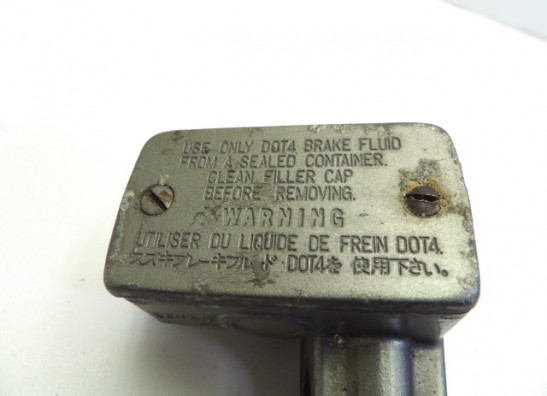 USE ONLY DOT4 BRAKE FLUID
FROM A SEALED CONTAINER.
CLEAN FILLER CAP
BEFORE REMOVING.
WARNING
UTILISER DU LIQUIDE DE FREIN DOT4.
スズキブレーキフルード DOT4を 使用下さい。